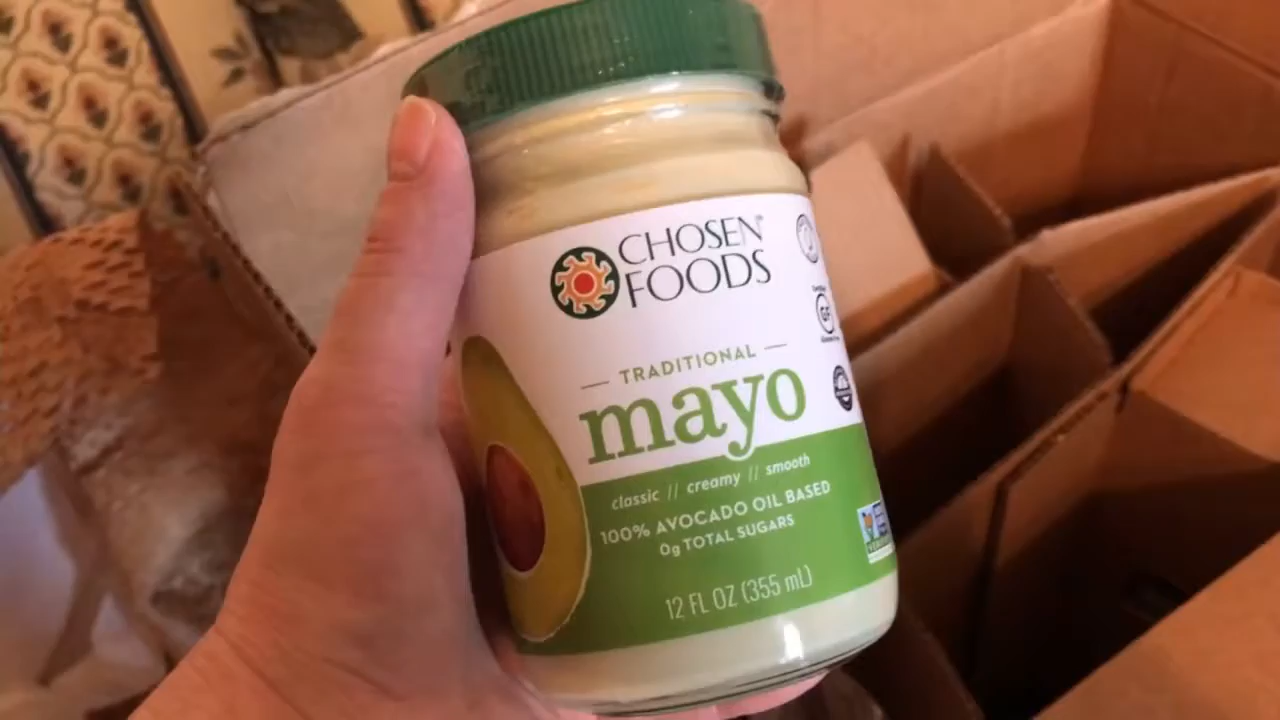 CHOSEN
FOODS
TRADITIONAL
mayo
classic // creamy // smooth
100% AVOCADO OIL BASED
0g TOTAL SUGARS
12 FL OZ (355 mL)
GF